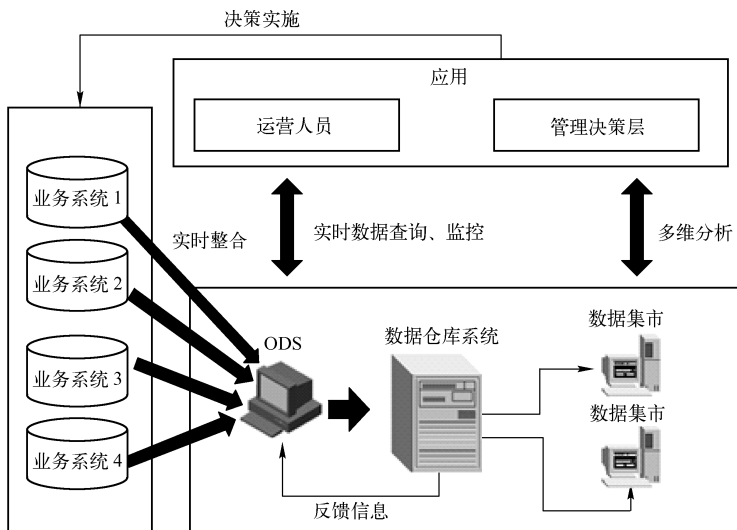 决策实施
应用
运营人员
管理决策层
业务系统1
实时整合
实时数据查询、监控
多维分析
业务系统2
ODS
数据仓库系统
数据集市
业务系统3
数据集市
业务系统4
反馈信息